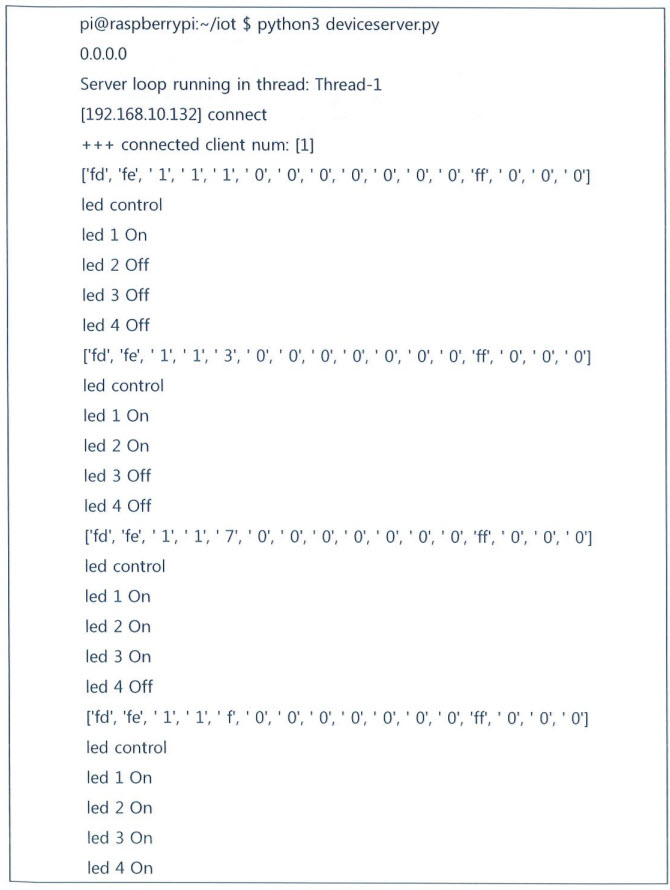 pi@raspberrypi:~/iot $ python3 deviceserver.py
0.0.0.0
Server loop running in thread: Thread-1
[192.168.10.132] connect
+++ connected client num: [1]
['fd', 'fe', ' 1', ' 1', ' 1', ' 0', ' 0', ' 0', ' 0', ' 0', ' 0', ' 0', 'ff', ' 0', ' 0', ' 0']
led control
led 1 On
led 2 Off
led 3 Off
led 4 Off
['fd', 'fe', ' 1', ' 1', ' 3', ' 0', ' 0', ' 0', ' 0', ' 0', ' 0', ' 0', 'ff', ' 0', ' 0', ' 0']
led control
led 1 On
led 2 On
led 3 Off
led 4 Off
['fd', 'fe', ' 1', ' 1', ' 7', ' 0', ' 0', ' 0', ' 0', ' 0', ' 0', ' 0', 'ff', ' 0', ' 0', ' 0']
led control
led 1 On
led 2 On
led 3 On
led 4 Off
['fd', 'fe', ' 1', ' 1', ' f', ' 0', ' 0', ' 0', ' 0', ' 0', ' 0', ' 0', 'ff', ' 0', ' 0', ' 0']
led control
led 1 On
led 2 On
led 3 On
led 4 On